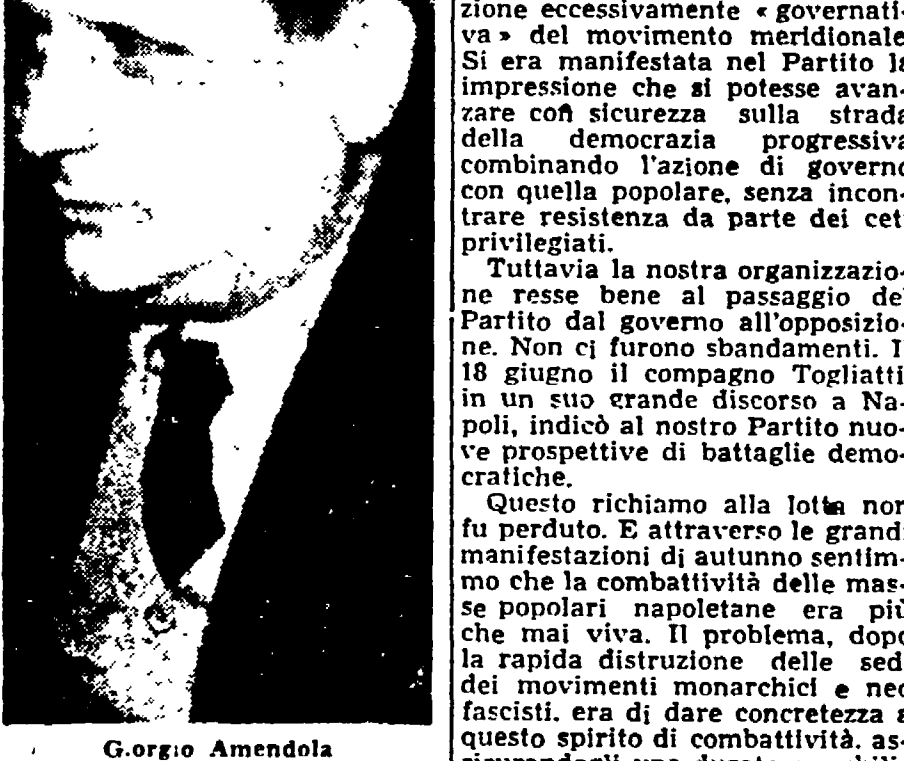 zione eccessivamente « governati-
va » del movimento meridionale
Si era manifestata nel Partito la
impressione che si potesse avan-
zare con sicurezza sulla strada
della democrazia progressiva
combinando l'azione di governo
con quella popolare, senza incon-
trare resistenza da parte dei ceti
privilegiati.
Tuttavia la nostra organizzazio-
ne resse bene al passaggio del
Partito dal governo all'opposizio-
ne. Non ci furono sbandamenti. Il
18 giugno il compagno Togliatti
in un suo grande discorso a Na-
poli, indicò al nostro Partito nuo-
ve prospettive di battaglie demo-
cratiche.
Questo richiamo alla lotta non
fu perduto. E attraverso le grandi
manifestazioni di autunno sentim-
mo che la combattività delle mas-
se popolari napoletane era più
che mai viva. Il problema, dopo
la rapida distruzione delle sedi
dei movimenti monarchici e neo
fascisti. era di dare concretezza a
questo spirito di combattività. as-
Giorgio Amendola